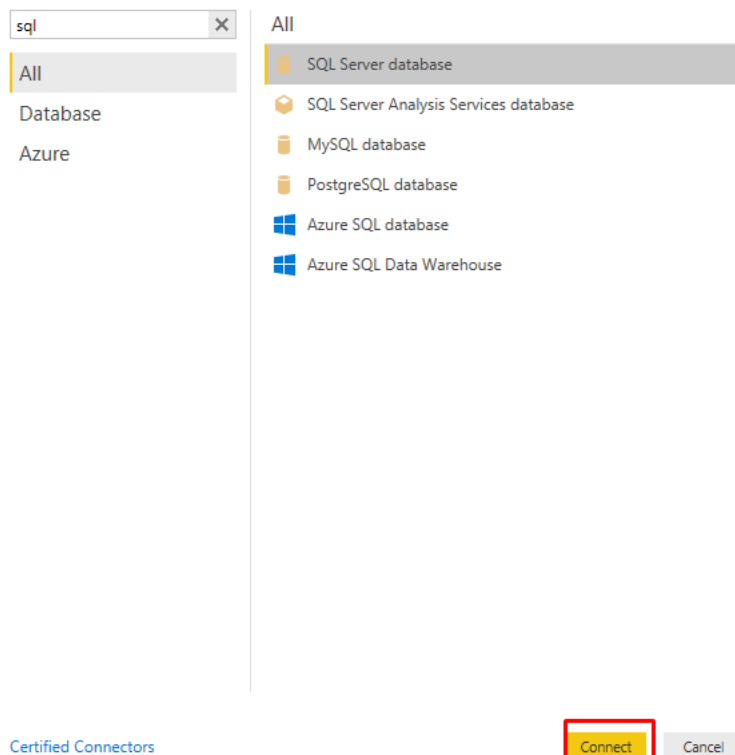 sql
All
Database
Azure
All
SQL Server database
SQL Server Analysis Services database
MySQL database
PostgreSQL database
Azure SQL database
Azure SQL Data Warehouse
Certified Connectors
Connect
Cancel